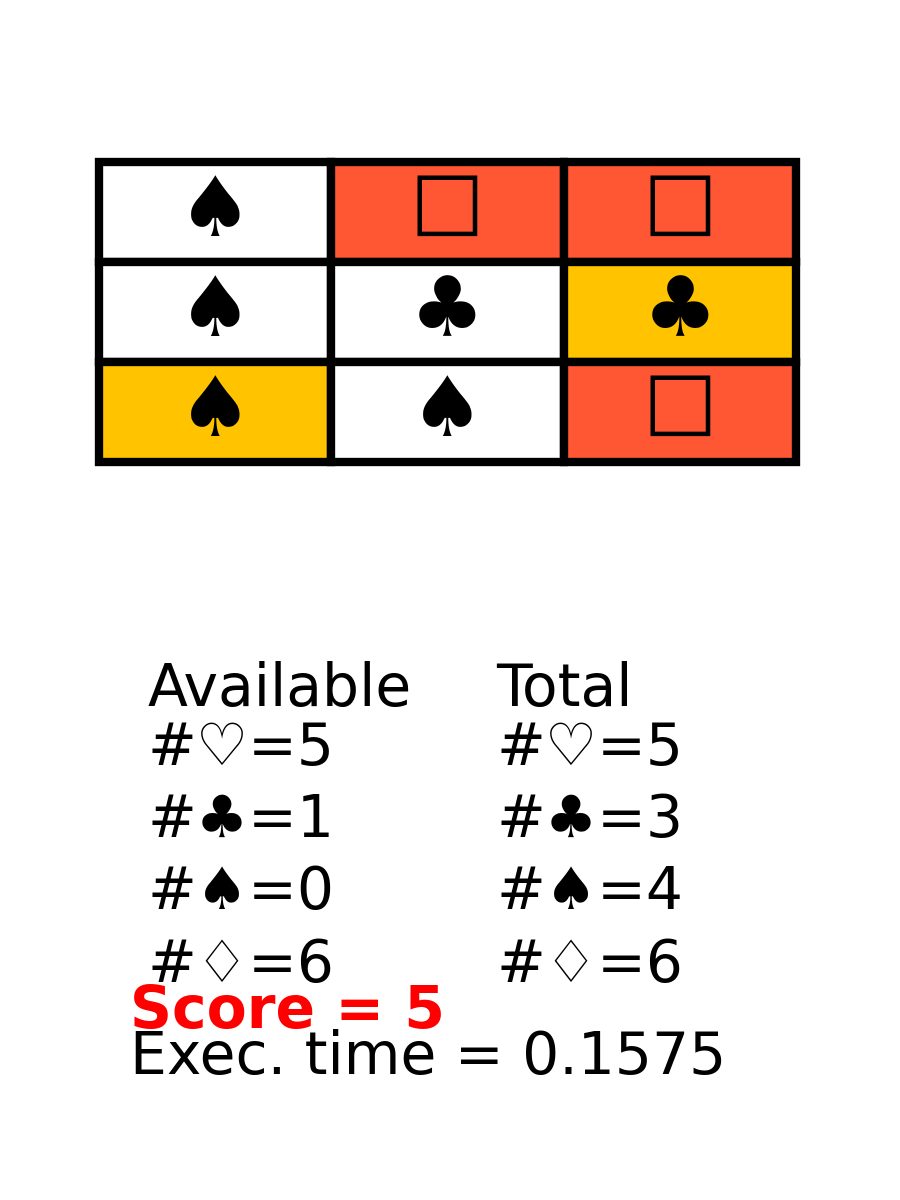 ♠ □ □
♠ ♣ ♣
♠ ♠ □
Available Total
#♡=5 #♡=5
#♣=1 #♣=3
#♠=0 #♠=4
#♢=6 #♢=6
Score = 5
Exec. time = 0.1575